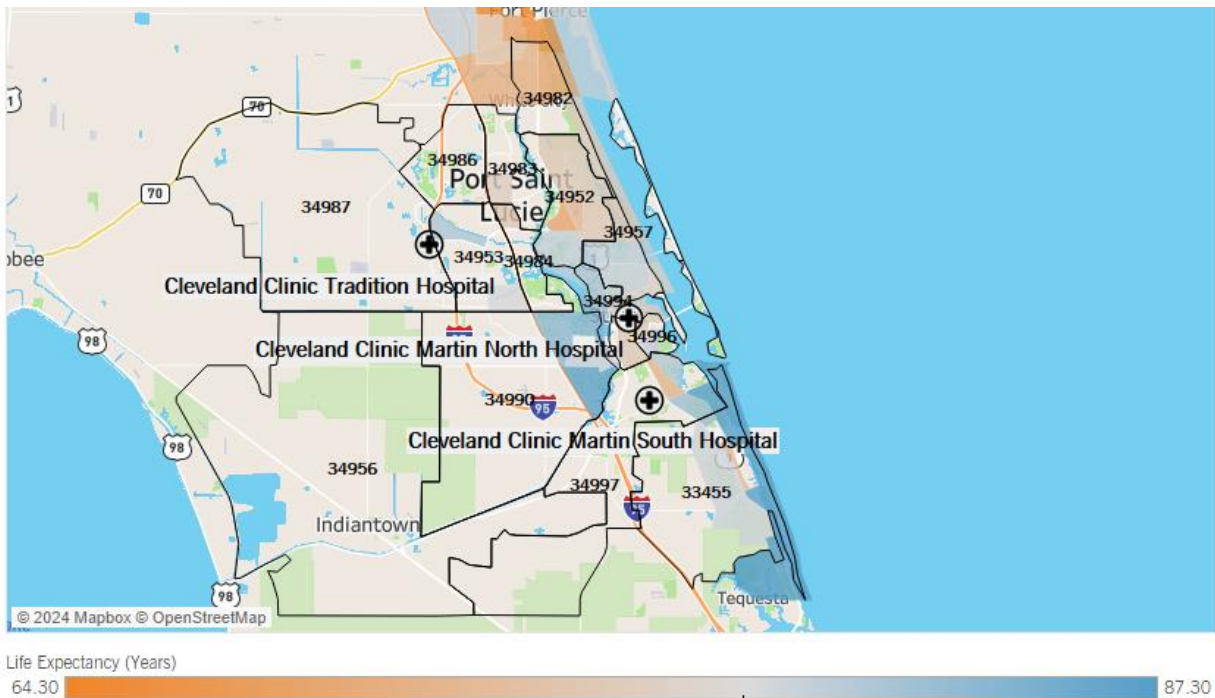 Fort Pierce
1
70
34982
34986
34983
Port Saint
Lucie
70
34987
34952
34957
34953
34984
Cleveland Clinic Tradition Hospital
1
34994
98
Cleveland Clinic Martin North Hospital
34996
34990
95
Cleveland Clinic Martin South Hospital
98
34956
34997
33455
95
Indiantown
98
Tequesta
© 2024 Mapbox © OpenStreetMap
Life Expectancy (Years)
64.30
87.30